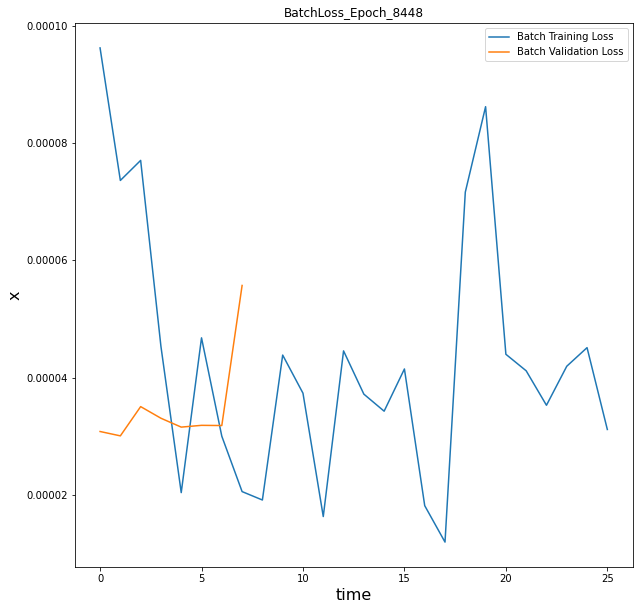 BatchLoss_Epoch_8448
Batch Training Loss
Batch Validation Loss
0.00010
0.00008
0.00006
0.00004
0.00002
x
0
5
10
15
20
25
time